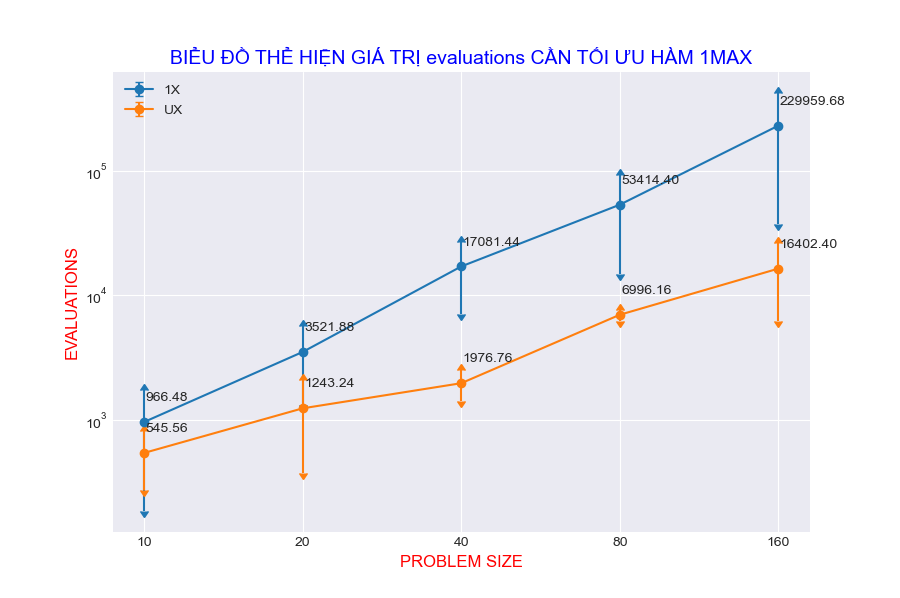 BIỂU ĐỒ THỂ HIỆN GIÁ TRỊ evaluations CẦN TỐI ƯU HÀM 1MAX
1X
UX
229959.68
10^5
53414.40
17081.44
16402.40
10^4
6996.16
3521.88
1976.76
1243.24
966.48
10^3
545.56
EVALUATIONS
10 20 40 80 160
PROBLEM SIZE